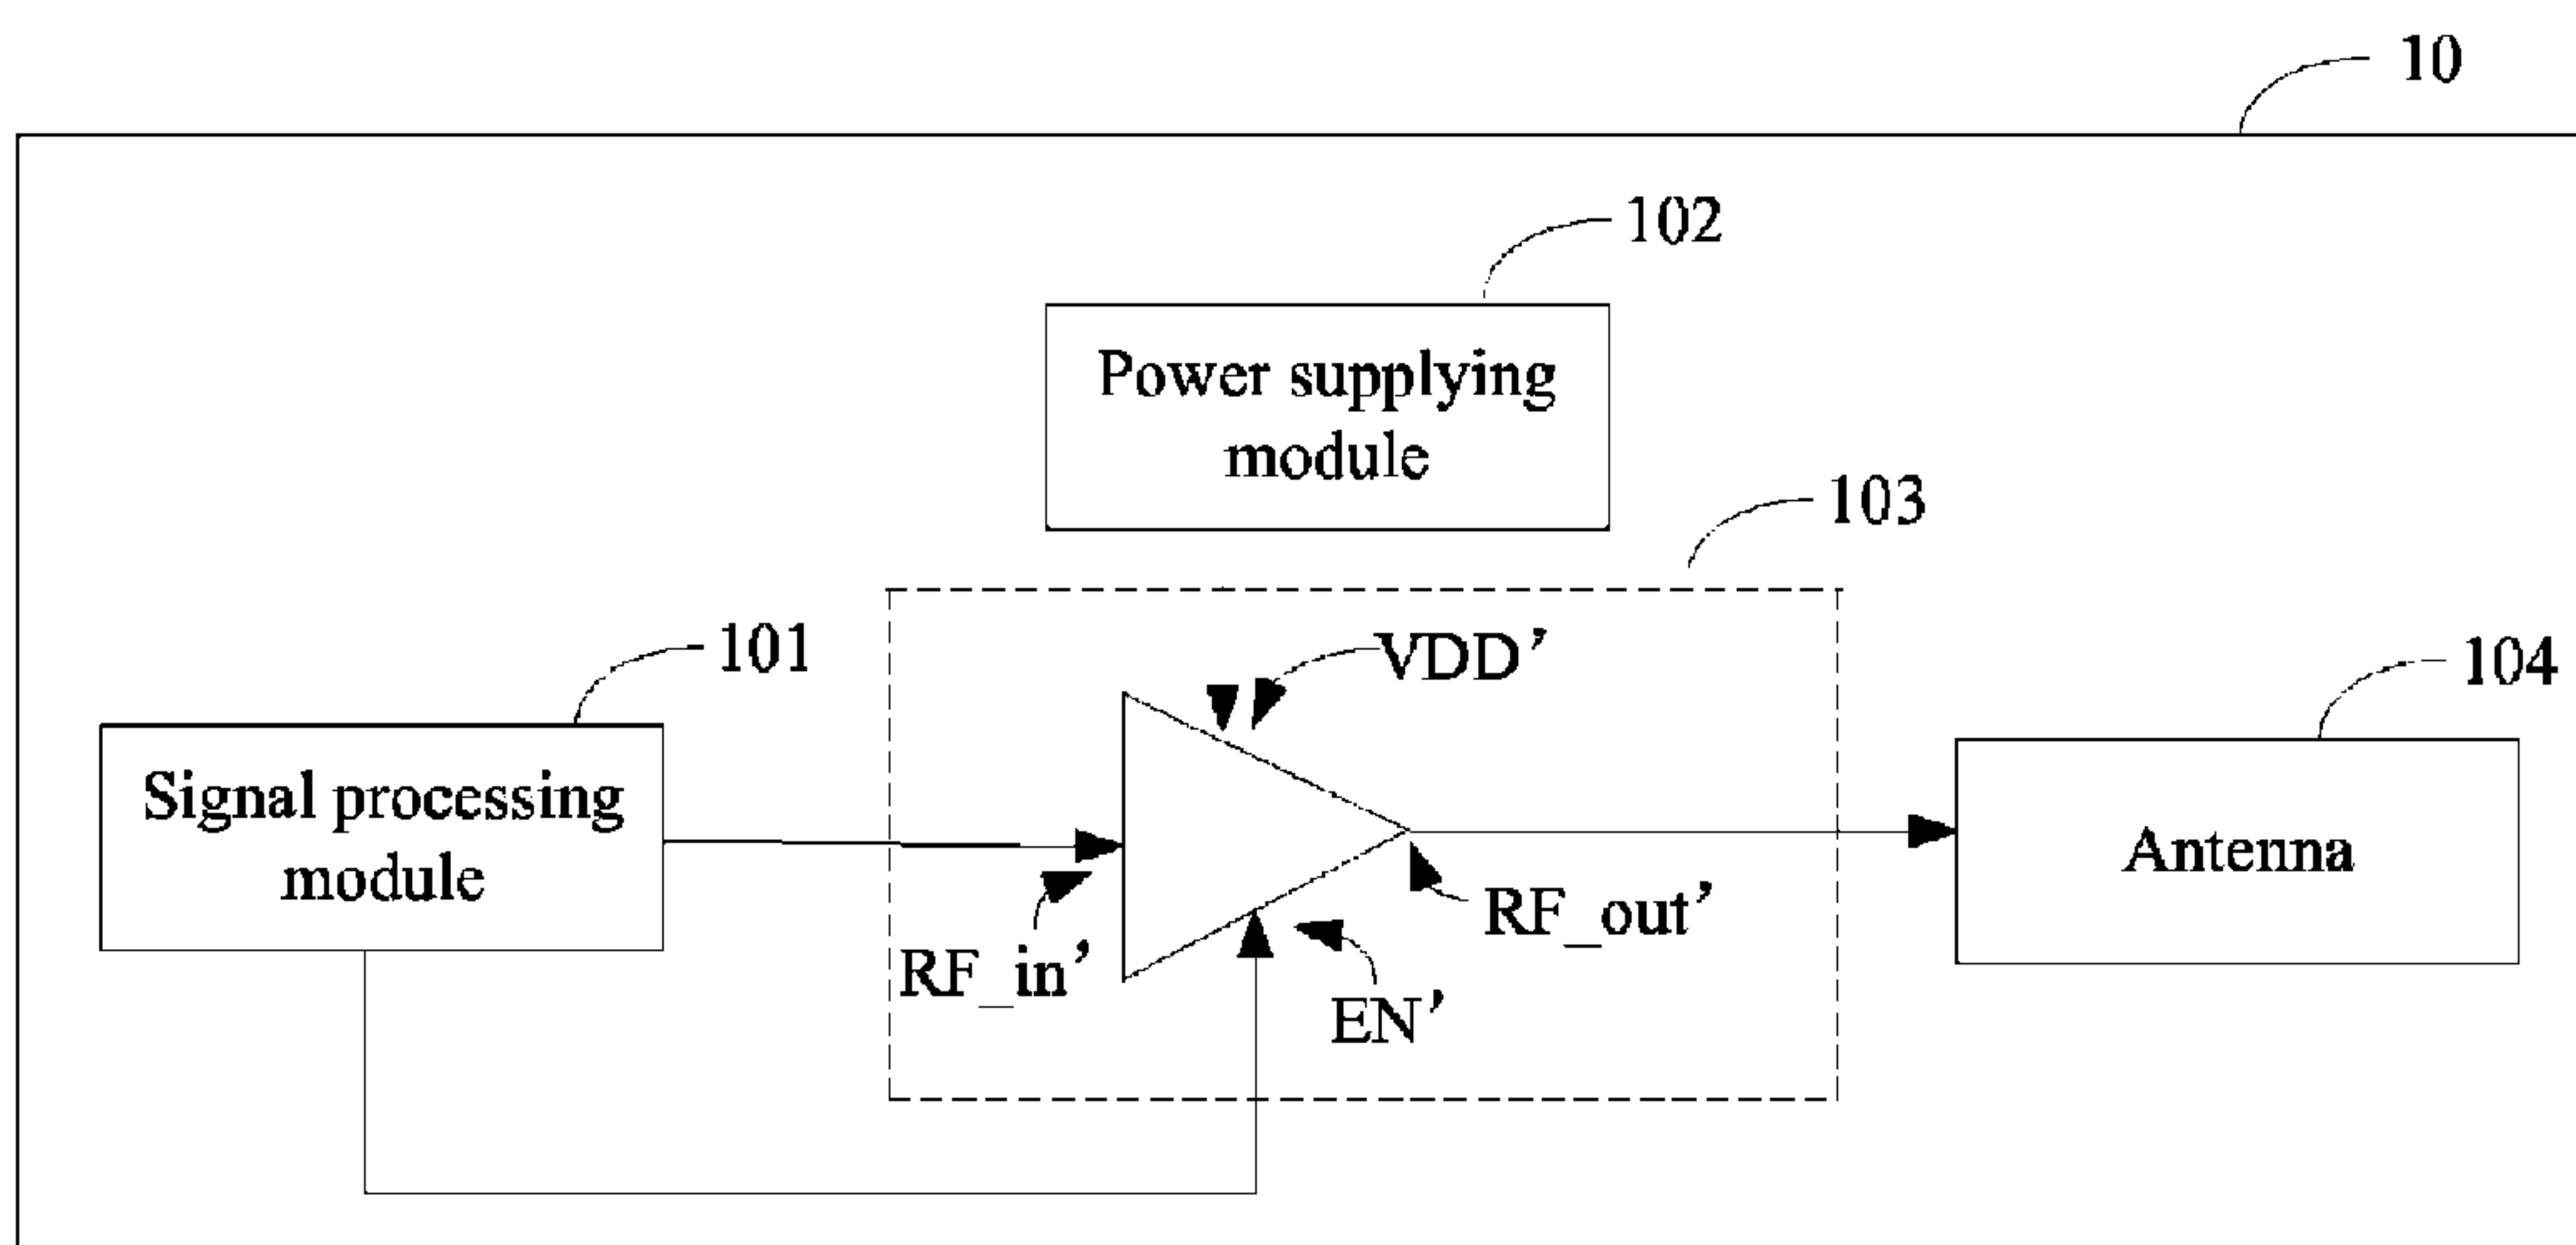 10
102
Power supplying
module
103
101
VDD’
104
Signal processing
module
Antenna
RF_out’
RF_in’
EN’